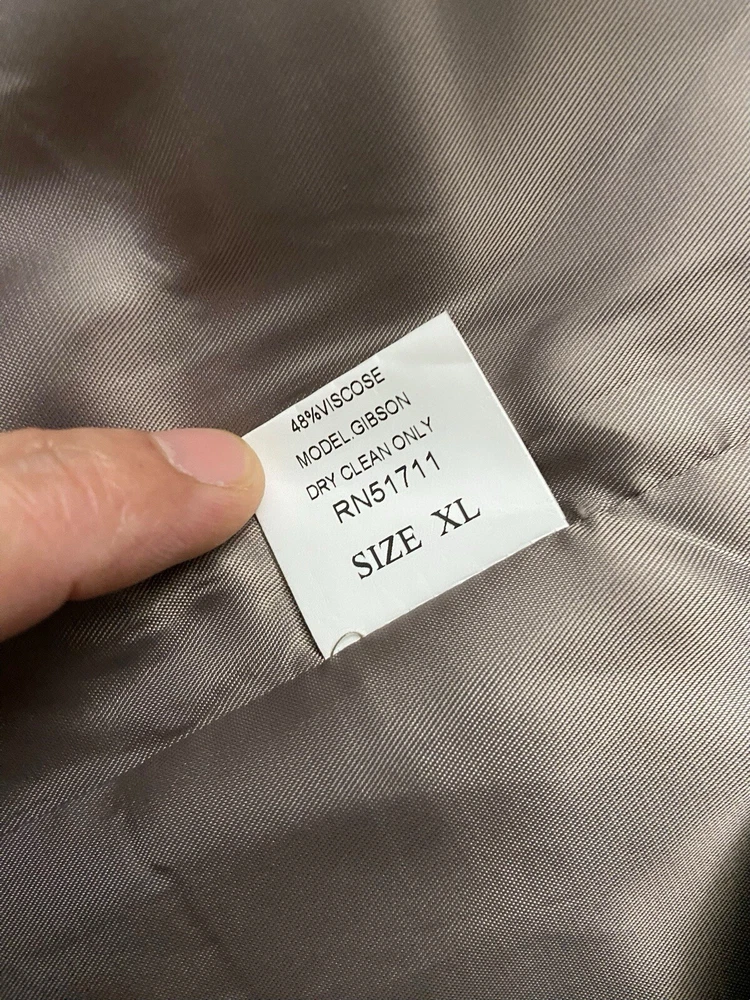 48%VISCOSE
MODEL.GIBSON
DRY CLEAN ONLY
RN51711
SIZE XL